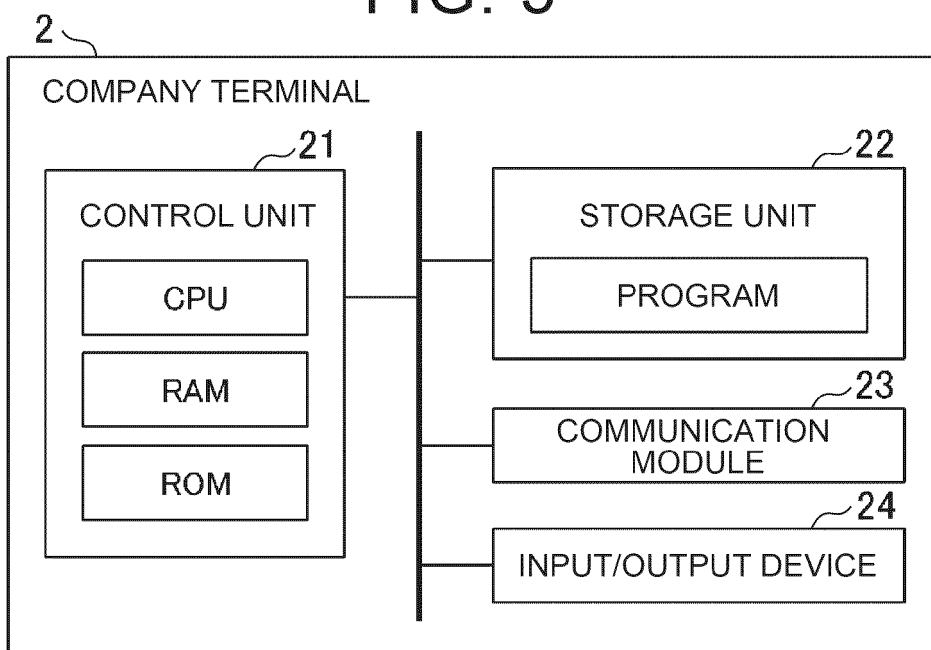 2
COMPANY TERMINAL
21
CONTROL UNIT
CPU
RAM
ROM
22
STORAGE UNIT
PROGRAM
23
COMMUNICATION
MODULE
24
INPUT/OUTPUT DEVICE